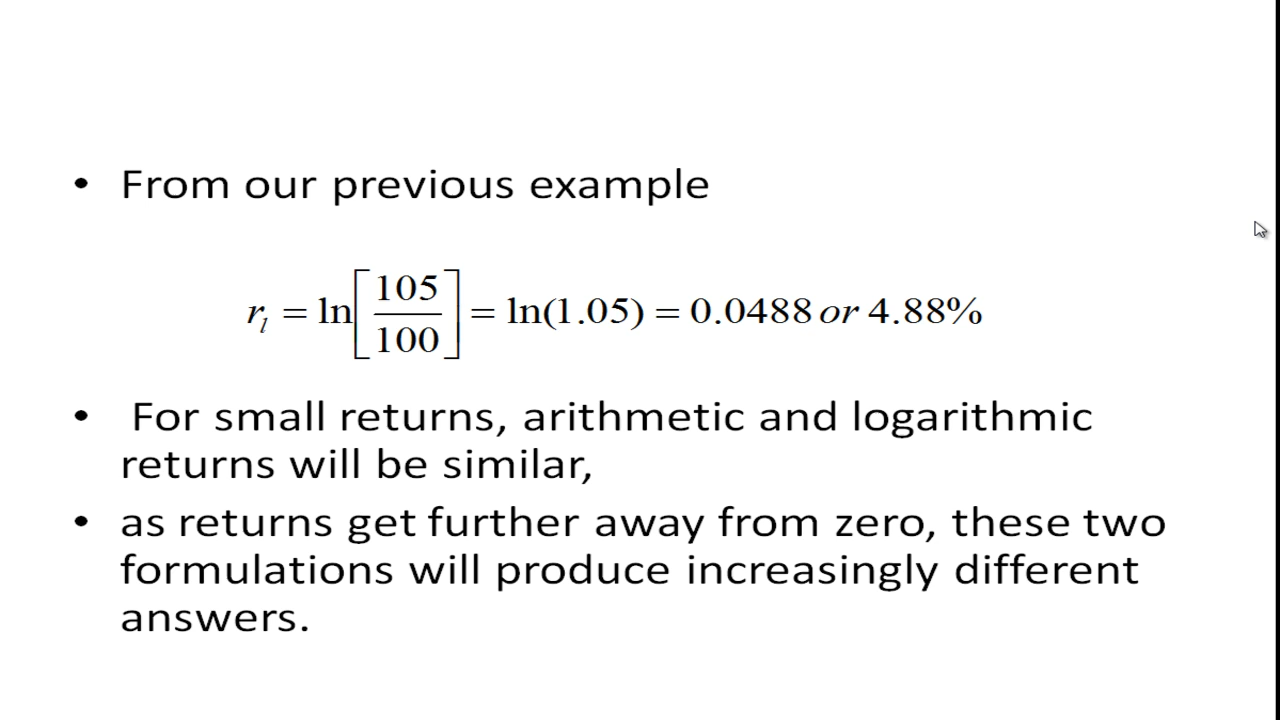 • From our previous example
r_l = ln[105/100] = ln(1.05) = 0.0488 or 4.88%
• For small returns, arithmetic and logarithmic
returns will be similar,
• as returns get further away from zero, these two
formulations will produce increasingly different
answers.